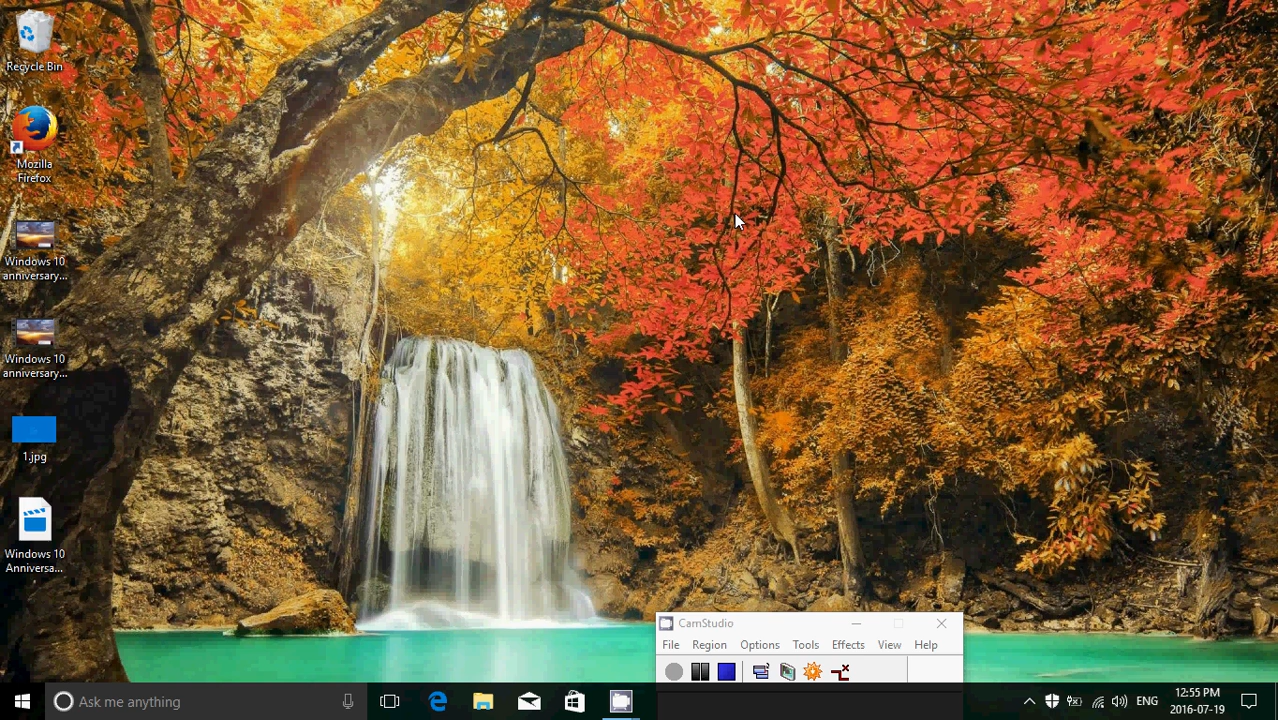 Recycle Bin
Mozilla
Firefox
Windows 10
anniversary...
Windows 10
anniversary...
1.jpg
Windows 10
Anniversa...
CamStudio
File Region Options Tools Effects View Help
Ask me anything
ENG
12:55 PM
2016-07-19